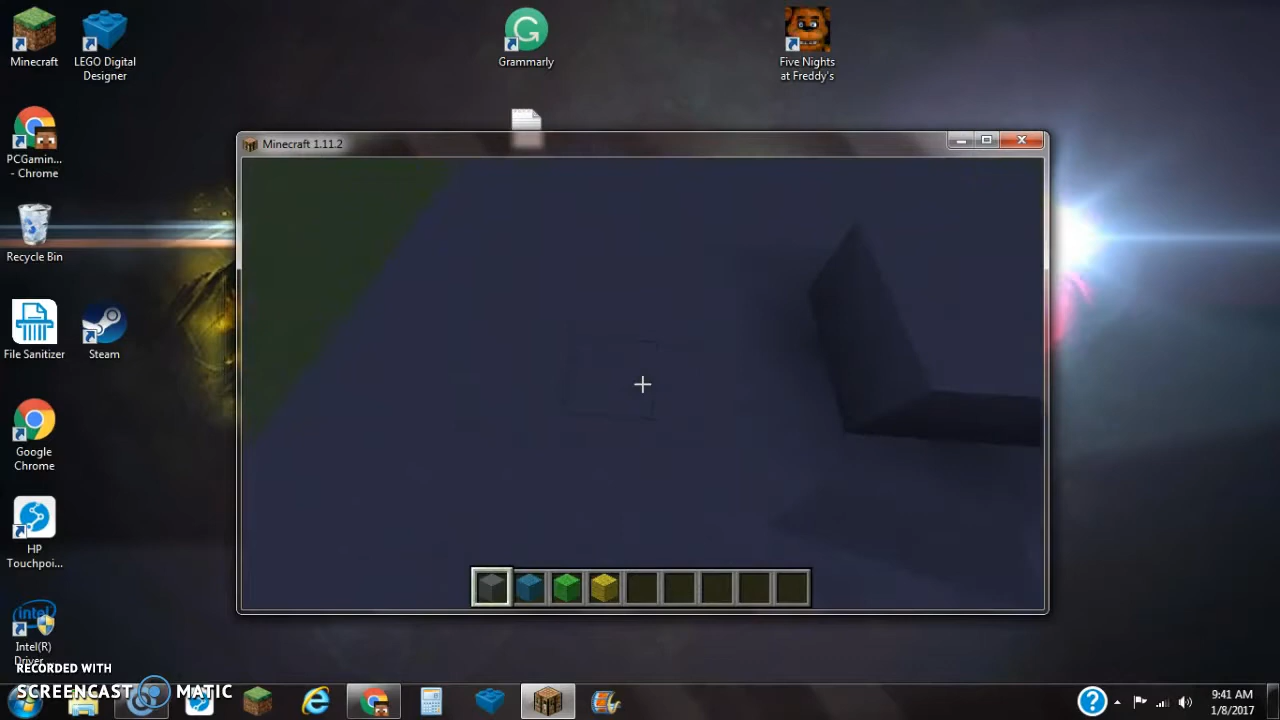 Minecraft
LEGO Digital
Designer
Grammarly
Five Nights
at Freddy's
PCGamin...
- Chrome
Minecraft 1.11.2
Recycle Bin
File Sanitizer
Steam
Google
Chrome
HP
Touchpoi...
Intel(R)
Driver
RECORDED WITH
SCREENCAST MATIC
9:41 AM
1/8/2017